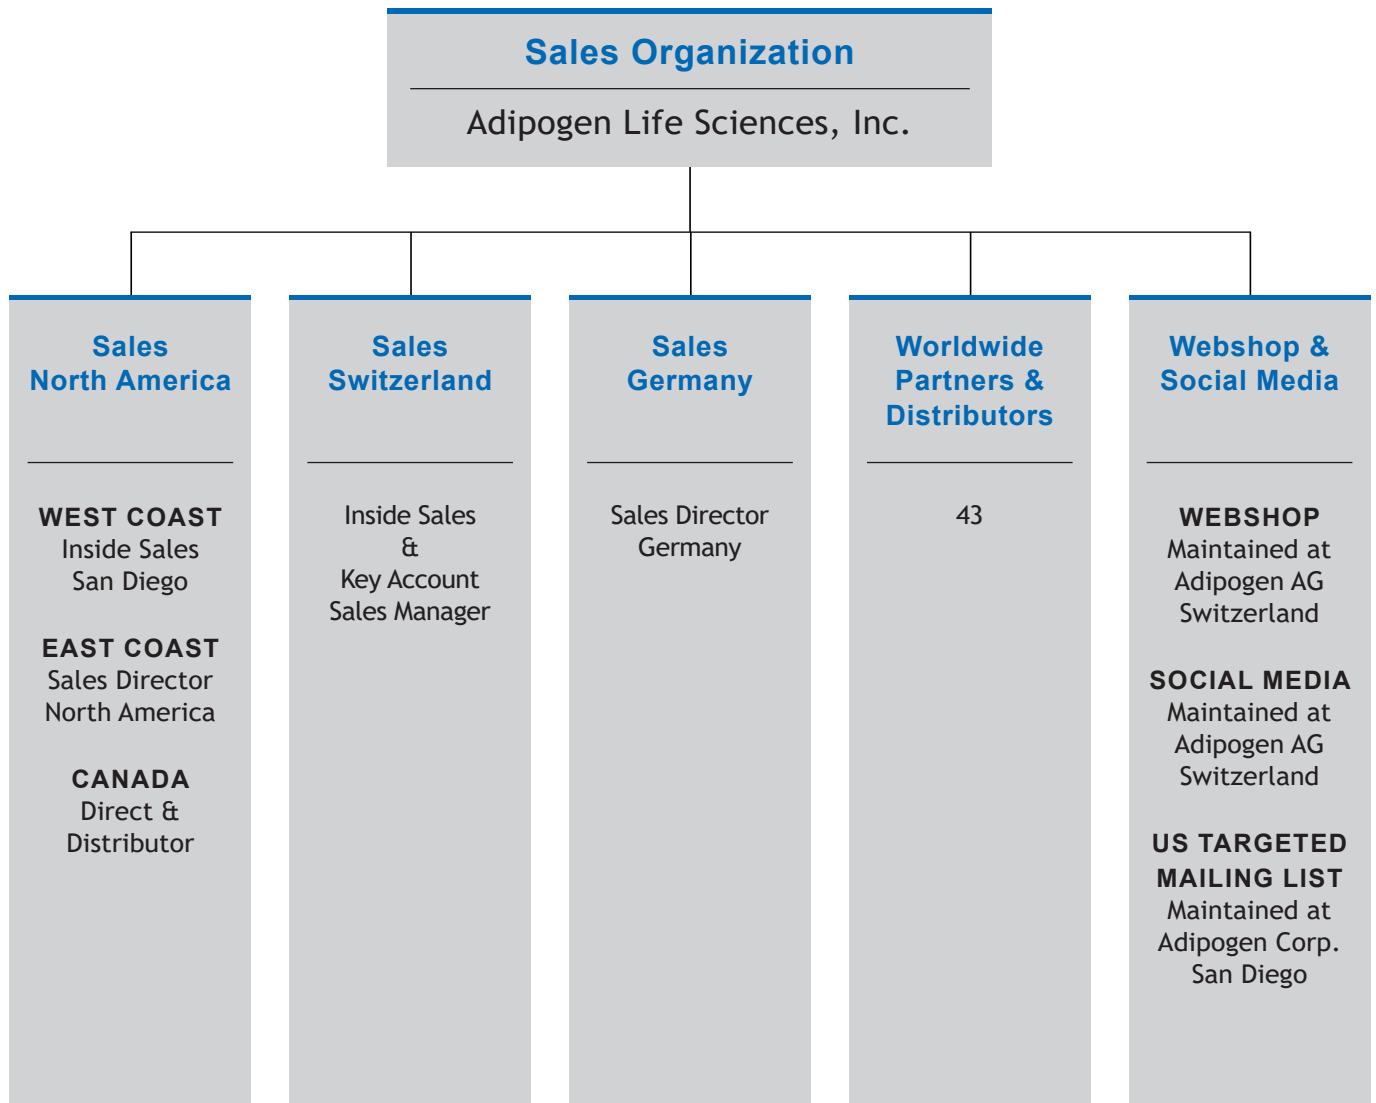 Sales Organization
Adipogen Life Sciences, Inc.
Sales
North America
WEST COAST
Inside Sales
San Diego
EAST COAST
Sales Director
North America
CANADA
Direct &
Distributor
Sales
Switzerland
Inside Sales
&
Key Account
Sales Manager
Sales
Germany
Sales Director
Germany
Worldwide
Partners &
Distributors
43
Webshop &
Social Media
WEBSHOP
Maintained at
Adipogen AG
Switzerland
SOCIAL MEDIA
Maintained at
Adipogen AG
Switzerland
US TARGETED
MAILING LIST
Maintained at
Adipogen Corp.
San Diego